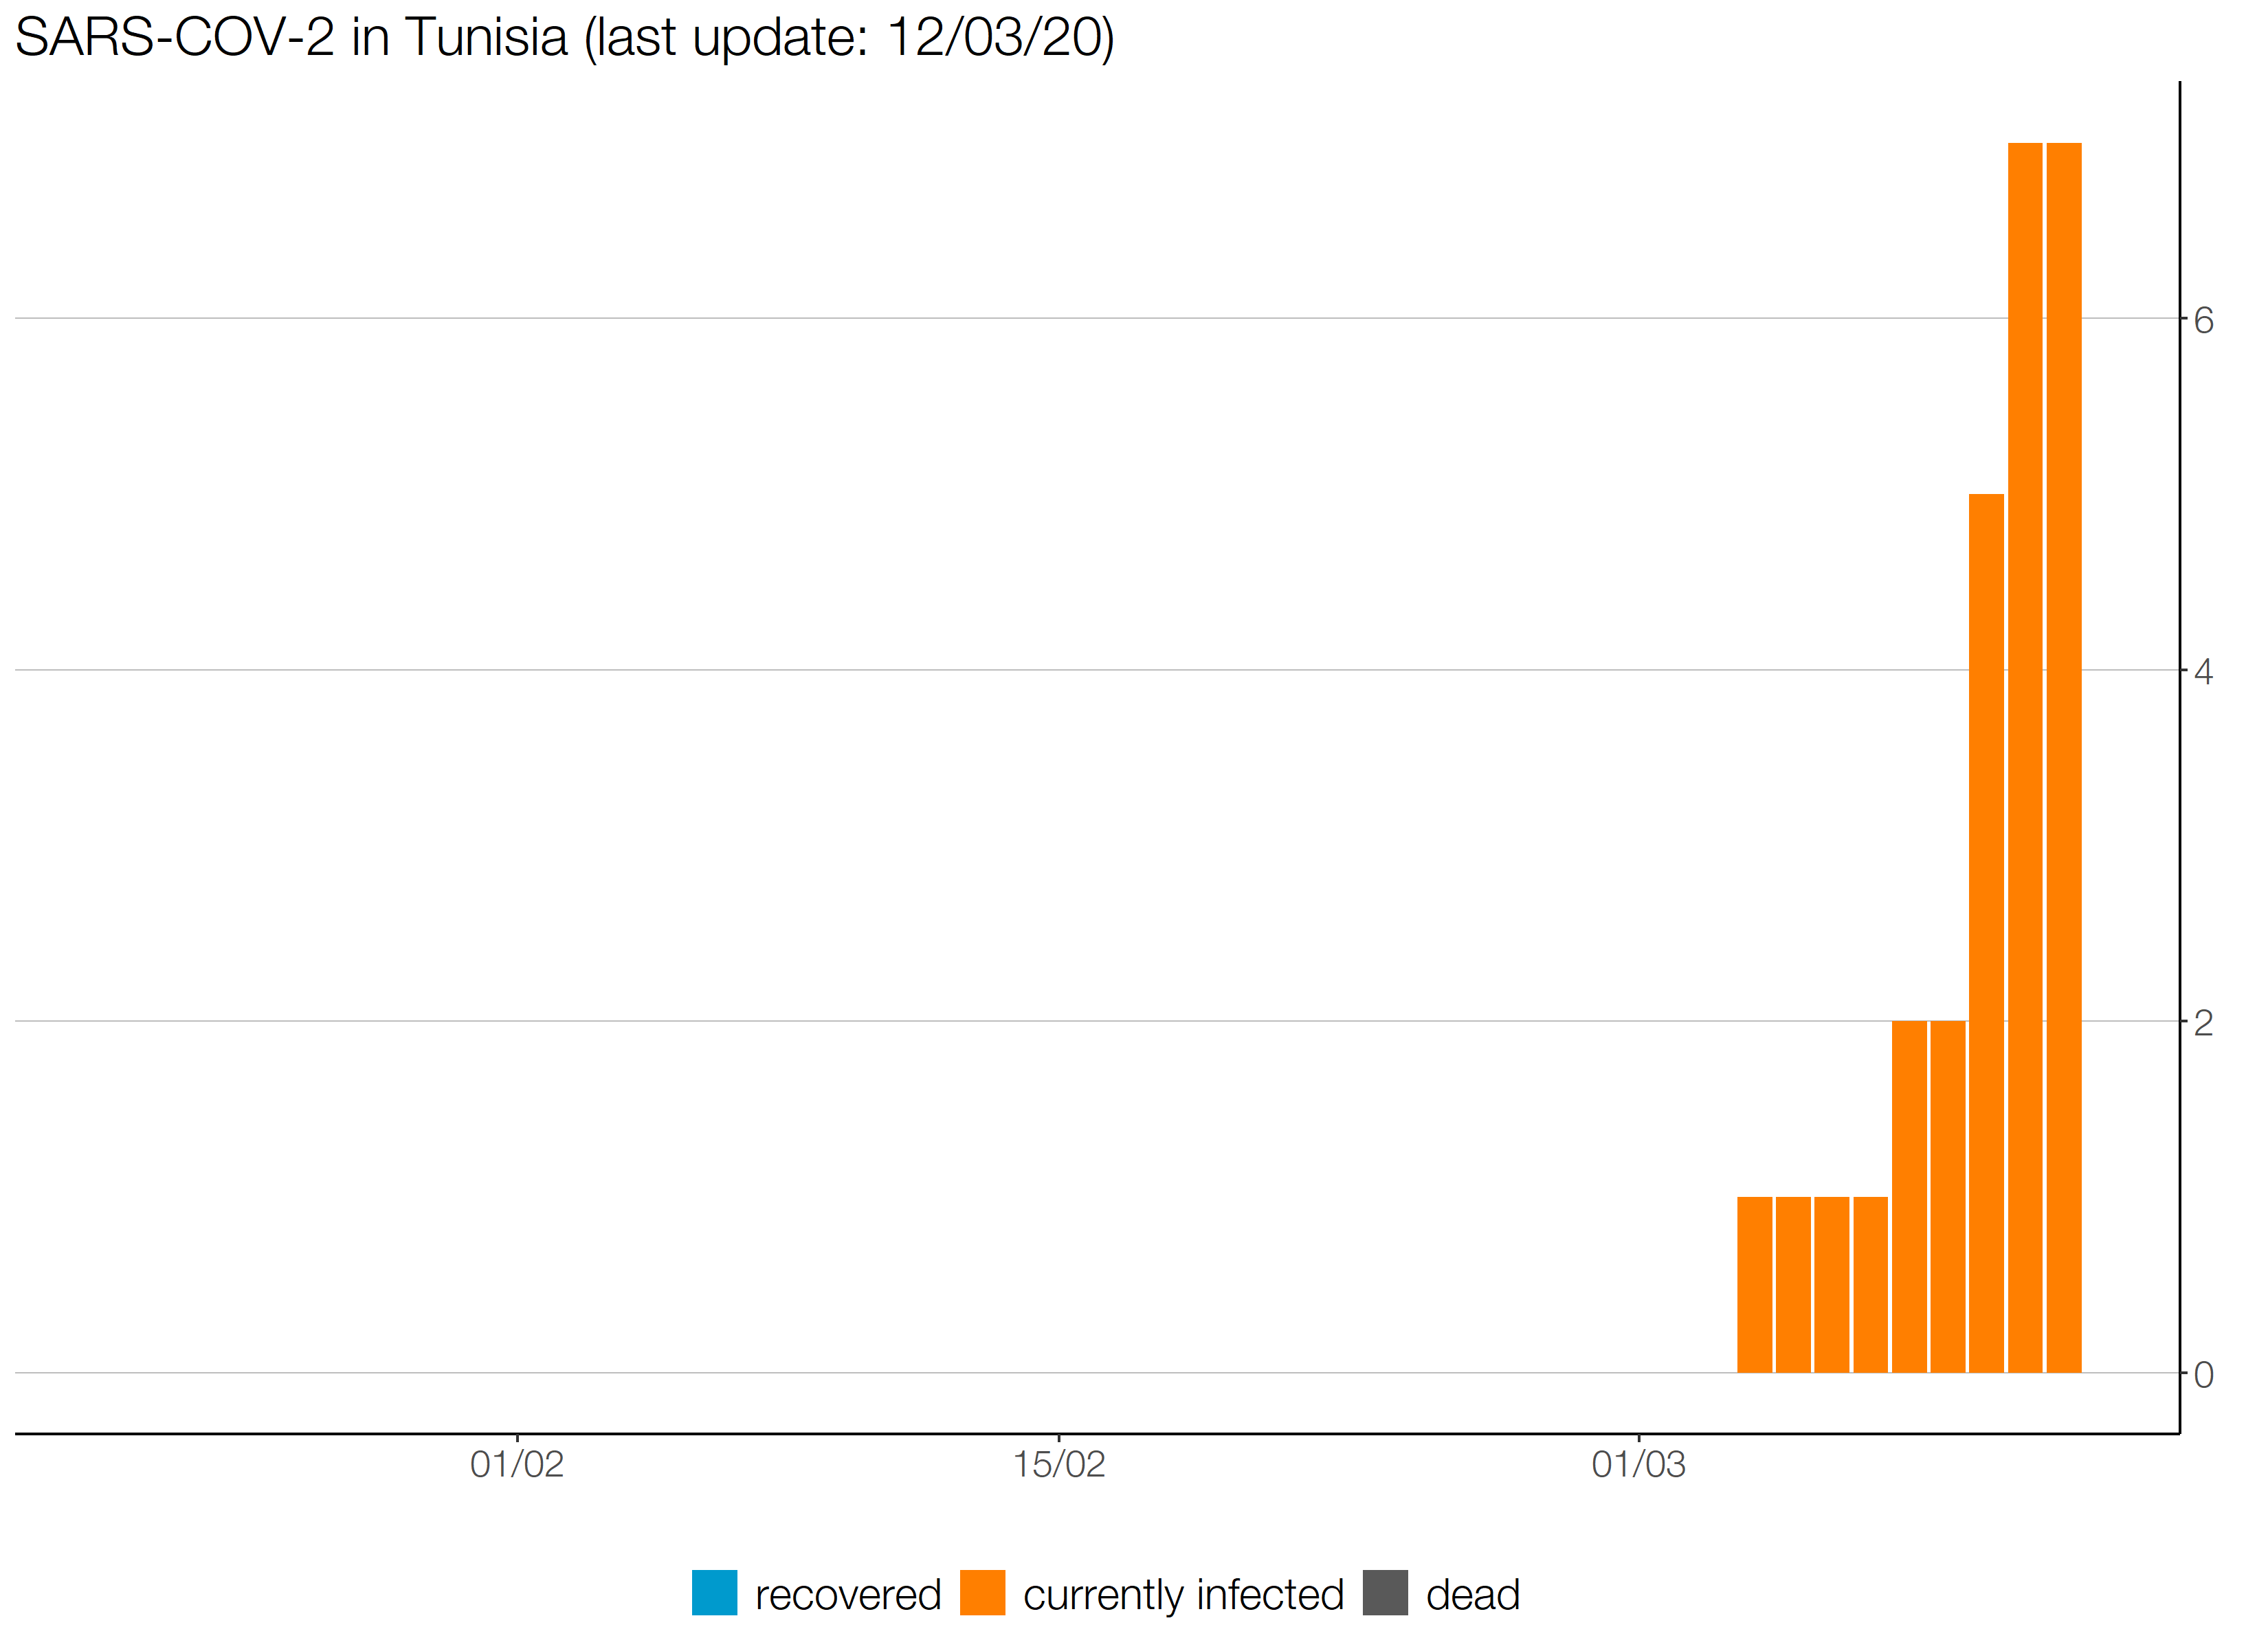 SARS-COV-2 in Tunisia (last update: 12/03/20)
6
4
2
0
01/02 15/02 01/03
recovered currently infected dead